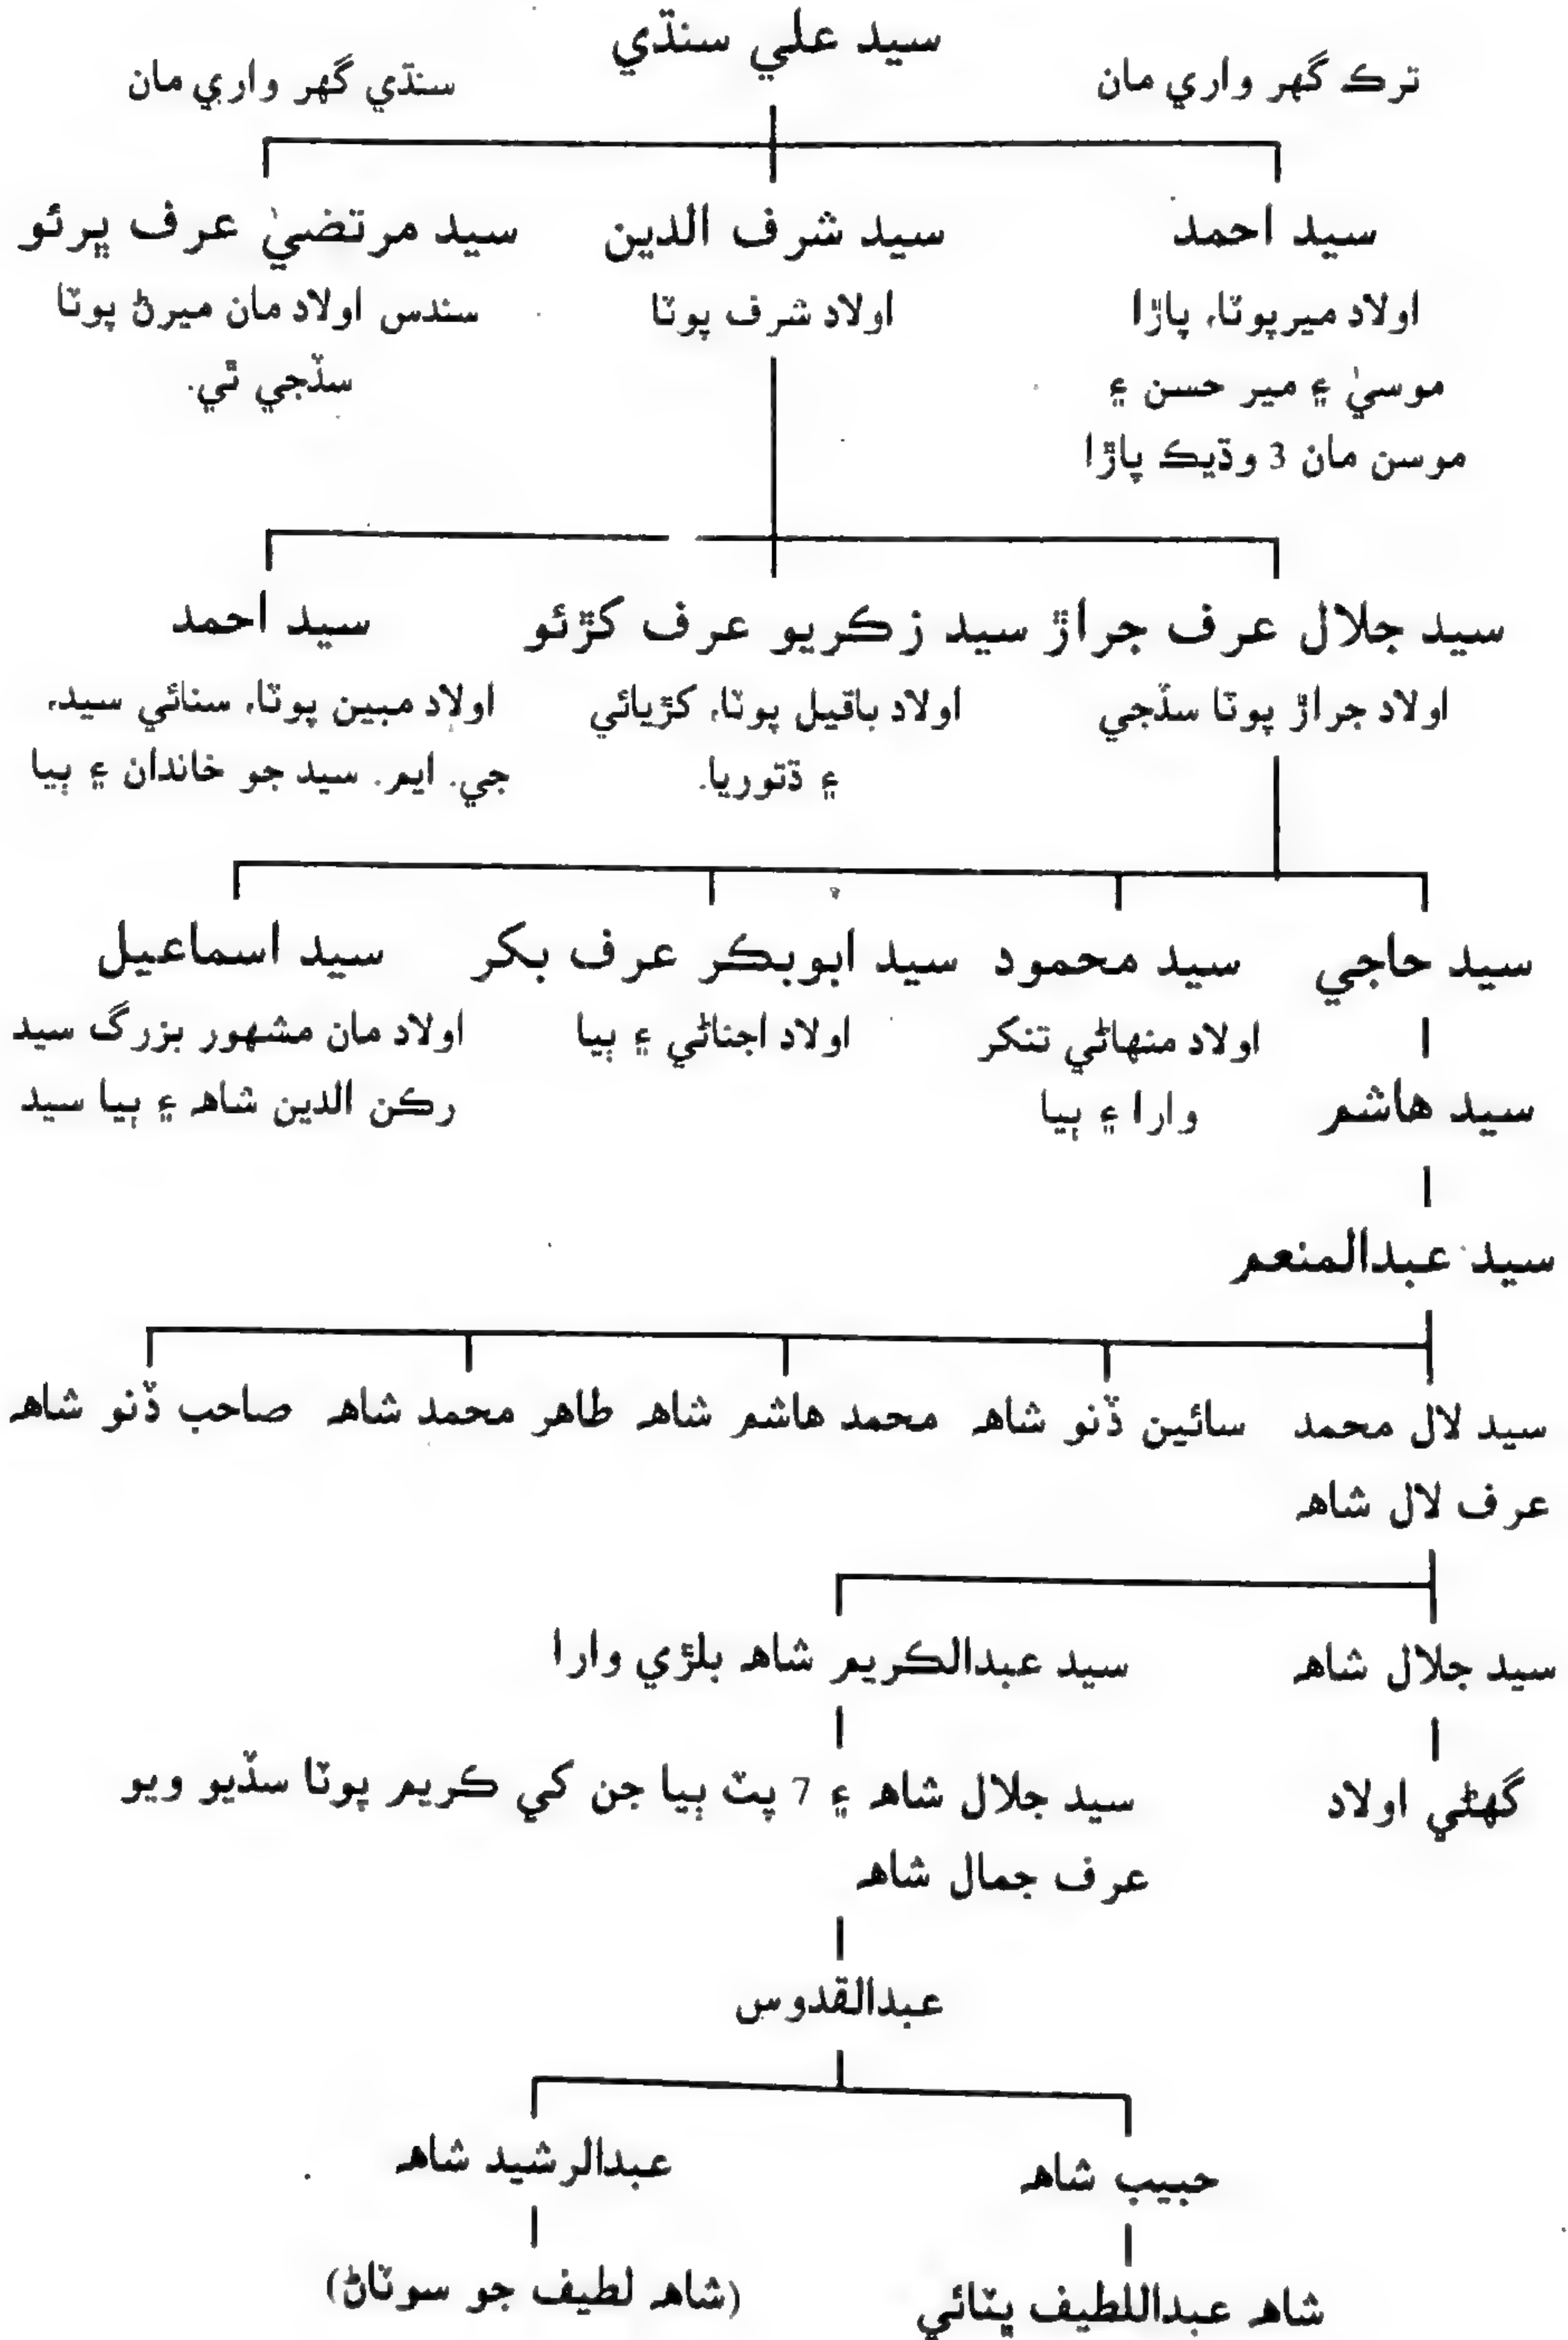 سيد علي سنڌي
ترڪ گهر واري مان
سنڌي گهر واري مان
سيد احمد
سيد شرف الدين
سيد مرتضيٰ عرف ڀرئو
اولاد ميرپوٽا، پاڙا
اولاد شرف پوٽا
سندس اولاد مان ميرڻ پوٽا
موسيٰ ۽ مير حسن ۽
سڏجي ٿي.
موسن مان 3 وڌيڪ پاڙا
سيد جلال عرف جراڙ
سيد زڪريو عرف ڪڙئو
سيد احمد
اولاد جراڙ پوٽا سڏجي
اولاد باقيل پوٽا، ڪڙيائي
اولاد مبين پوٽا، سنائي سيد،
۽ ڌتوريا.
جي. ايم. سيد جو خاندان ۽ ٻيا
سيد حاجي
سيد محمود
سيد ابوبڪر عرف بڪر
سيد اسماعيل
اولاد منهاڻي تنکر
اولاد اجناڻي ۽ ٻيا
اولاد مان مشهور بزرگ سيد
وارا ۽ ٻيا
رڪن الدين شاهه ۽ ٻيا سيد
سيد هاشم
سيد عبدالمنعم
سيد لال محمد
سائين ڏنو شاهه
محمد هاشم شاهه
طاهر محمد شاهه
صاحب ڏنو شاهه
عرف لال شاهه
سيد جلال شاهه
سيد عبدالڪريم شاهه بلڙي وارا
گهڻي اولاد
سيد جلال شاهه ۽ 7 پٽ ٻيا جن کي ڪريم پوٽا سڏيو ويو
عرف جمال شاهه
عبدالقدوس
حبيب شاهه
عبدالرشيد شاهه
شاهه عبداللطيف ڀٽائي
(شاهه لطيف جو سوٽاڻ)